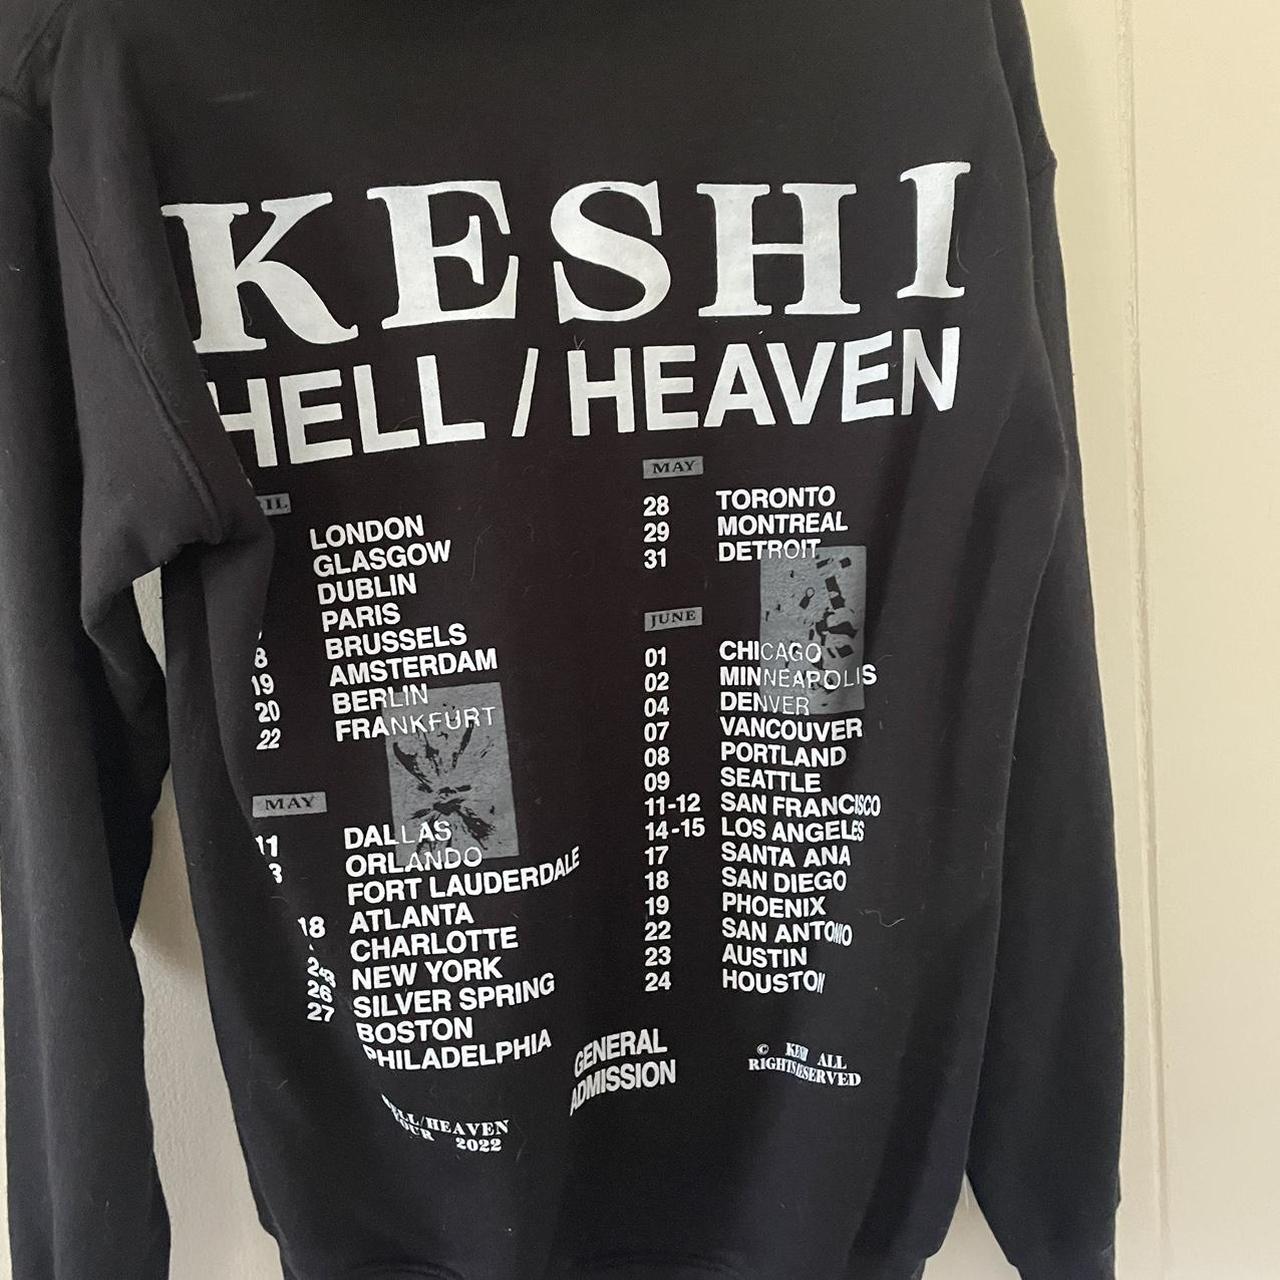 KESHI
HELL / HEAVEN
LONDON
GLASGOW
DUBLIN
PARIS
BRUSSELS
8 AMSTERDAM
19 BERLIN
20 FRANKFURT
22
MAY
11 DALLAS
ORLANDO
FORT LAUDERDALE
18 ATLANTA
CHARLOTTE
NEW YORK
26 SILVER SPRING
27 BOSTON
PHILADELPHIA
HELL/HEAVEN
TOUR 2022
MAY
28 TORONTO
29 MONTREAL
31 DETROIT
JUNE
01 CHICAGO
02 MINNEAPOLIS
04 DENVER
07 VANCOUVER
08 PORTLAND
09 SEATTLE
11-12 SAN FRANCISCO
14-15 LOS ANGELES
17 SANTA ANA
18 SAN DIEGO
19 PHOENIX
22 SAN ANTONIO
23 AUSTIN
24 HOUSTON
GENERAL
ADMISSION
© KESHI ALL
RIGHTS RESERVED